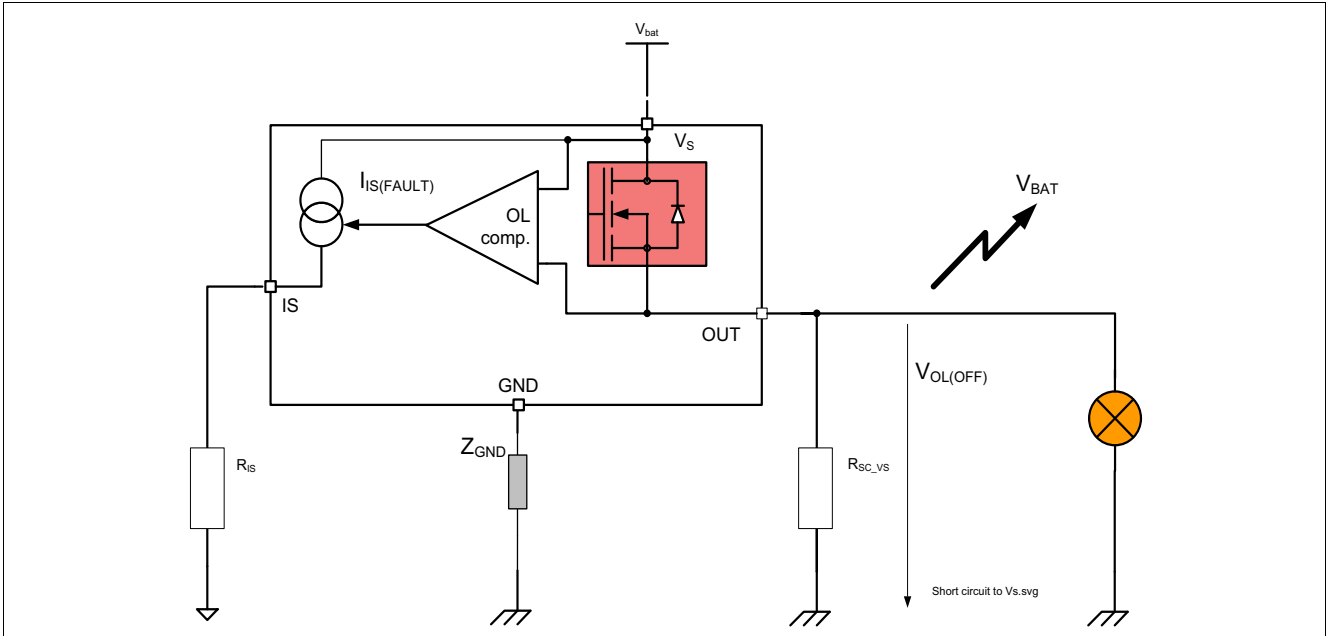 Vbat
VS
IIS(FAULT)
OL
comp.
VBAT
IS
OUT
VOL(OFF)
GND
ZGND
RIS
RSC_VS
Short circuit to Vs.svg